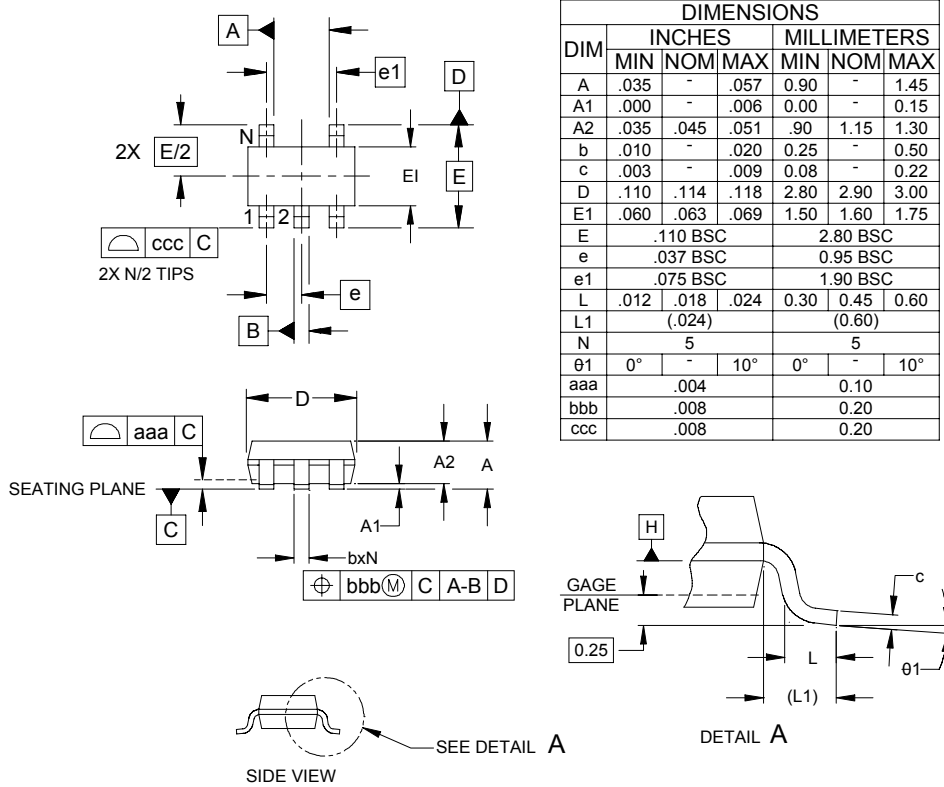 A
e1
D
N
2X E/2
EI
E
1 2
⌓ ccc C
2X N/2 TIPS
e
B
DIMENSIONS
DIM INCHES MILLIMETERS
MIN NOM MAX MIN NOM MAX
A .035 - .057 0.90 - 1.45
A1 .000 - .006 0.00 - 0.15
A2 .035 .045 .051 .90 1.15 1.30
b .010 - .020 0.25 - 0.50
c .003 - .009 0.08 - 0.22
D .110 .114 .118 2.80 2.90 3.00
E1 .060 .063 .069 1.50 1.60 1.75
E .110 BSC 2.80 BSC
e .037 BSC 0.95 BSC
e1 .075 BSC 1.90 BSC
L .012 .018 .024 0.30 0.45 0.60
L1 (.024) (0.60)
N 5 5
θ1 0° - 10° 0° - 10°
aaa .004 0.10
bbb .008 0.20
ccc .008 0.20
D
⌓ aaa C
A2 A
SEATING PLANE
C
A1
bxN
⌖ bbbⓂ C A-B D
H
GAGE
PLANE
c
0.25
L
θ1
(L1)
DETAIL A
SEE DETAIL A
SIDE VIEW